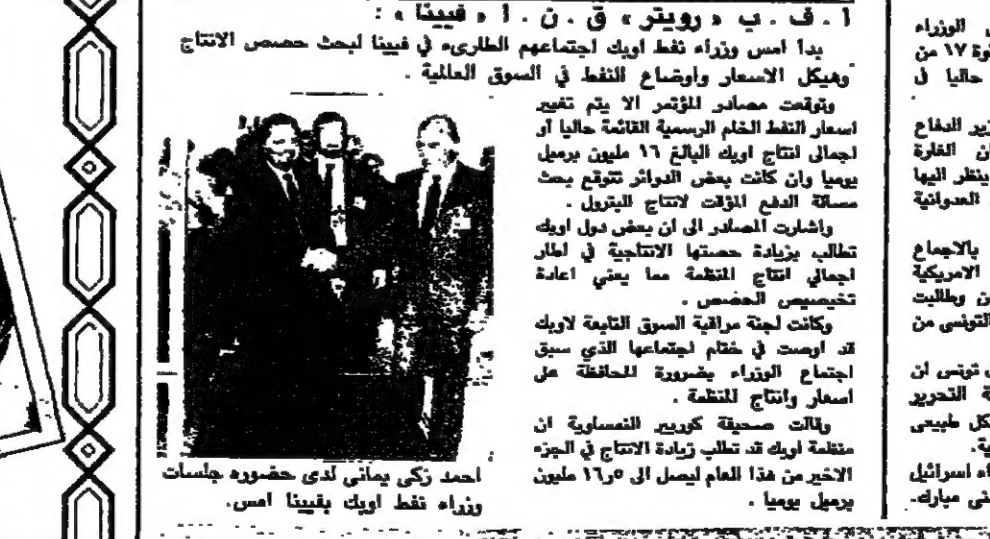 ا . ف . ب « رويتر » ق . ن . ا « فيينا » :
بدأ امس وزراء نفط اوبك اجتماعهم الطارىء في فيينا لبحث حصص الانتاج
وهيكل الاسعار واوضاع النفط في السوق العالمية .
وتوقعت مصادر المؤتمر الا يتم تغيير
اسعار النفط الخام الرسمية القائمة حاليا أو
اجمالى انتاج اوبك البالغ ١٦ مليون برميل
يوميا وان كانت بعض الدوائر تتوقع بحث
مسالة الدفع المؤقت لانتاج البترول .
واشارت المصادر الى ان بعض دول اوبك
تطالب بزيادة حصتها الانتاجية في اطار
اجمالي انتاج المنظمة مما يعني اعادة
تخصيص الحصص .
وكانت لجنة مراقبة السوق التابعة لاوبك
قد اوصت في ختام اجتماعها الذي سبق
اجتماع الوزراء بضرورة المحافظة على
اسعار وانتاج المنظمة .
وقالت صحيفة كوريير النمساوية ان
منظمة اوبك قد تطلب زيادة الانتاج في الجزء
الاخير من هذا العام ليصل الى ١٦٫٥ مليون
برميل يوميا .
احمد زكى يمانى لدى حضوره جلسات
وزراء نفط اوبك بفيينا امس.
الوزراء
١٧ من
حاليا في
الدفاع
الغارة
ينظر اليها
العدوانية
بالاجماع
الامريكية
وطالبت
التونسى من
تونس ان
التحرير
طبيعى
اسرائيل
مبارك.